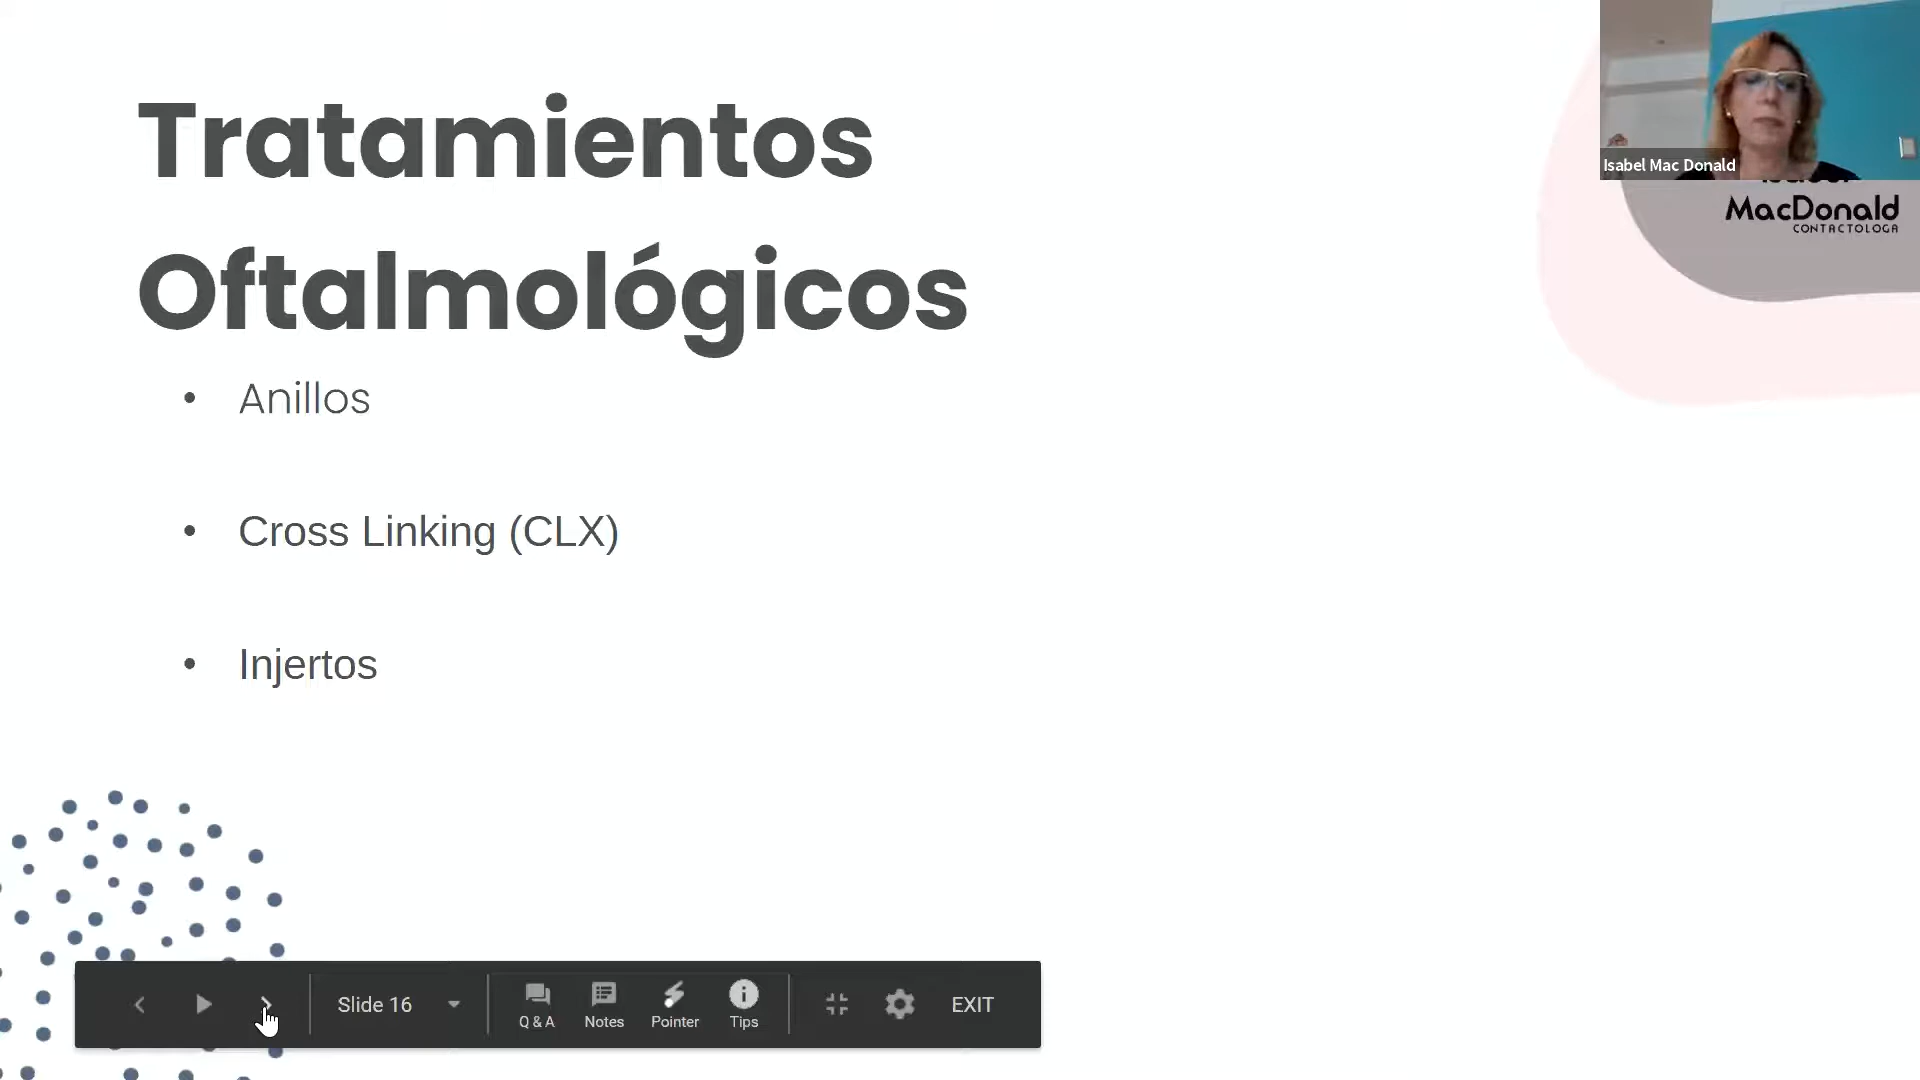 Tratamientos
Oftalmológicos
• Anillos
• Cross Linking (CLX)
• Injertos
Isabel Mac Donald
MacDonald
CONTACTOLOGA
Slide 16
Q & A
Notes
Pointer
Tips
EXIT